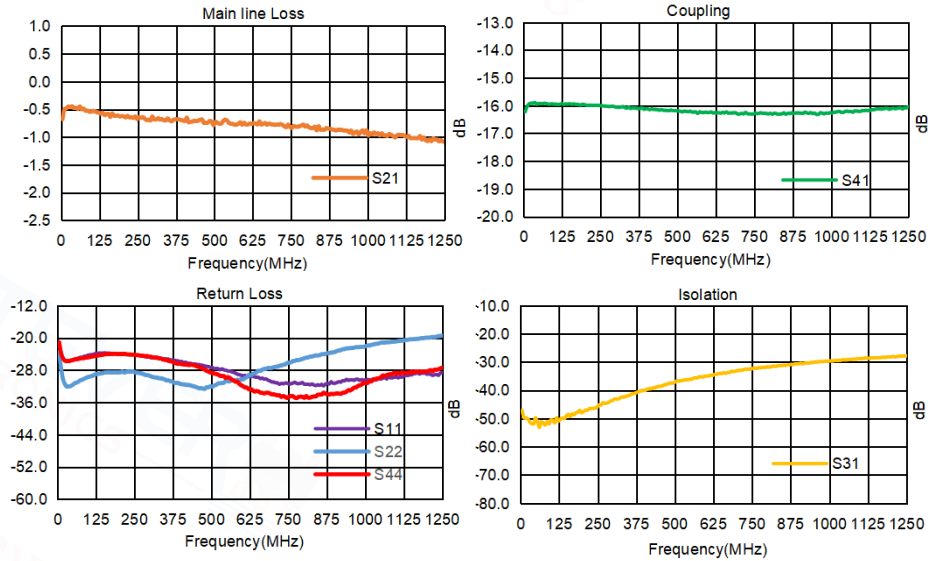 Main line Loss
1.0
0.5
0.0
-0.5
-1.0
-1.5
-2.0
-2.5
S21
0 125 250 375 500 625 750 875 1000 1125 1250
Frequency(MHz)
dB
Coupling
-13.0
-14.0
-15.0
-16.0
-17.0
-18.0
-19.0
-20.0
S41
0 125 250 375 500 625 750 875 1000 1125 1250
Frequency(MHz)
dB
Return Loss
-12.0
-20.0
-28.0
-36.0
-44.0
-52.0
-60.0
S11
S22
S44
0 125 250 375 500 625 750 875 1000 1125 1250
Frequency(MHz)
dB
Isolation
-10.0
-20.0
-30.0
-40.0
-50.0
-60.0
-70.0
-80.0
S31
0 125 250 375 500 625 750 875 1000 1125 1250
Frequency(MHz)
dB